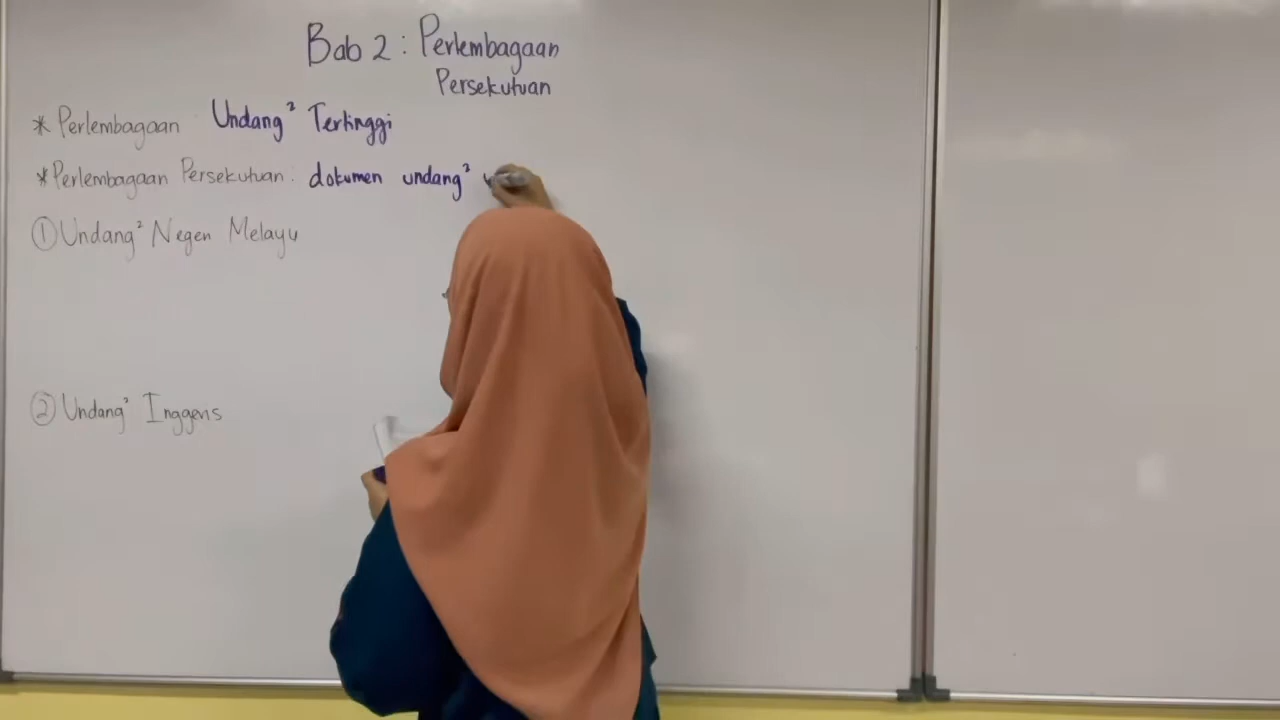 Bab 2 : Perlembagaan
Persekutuan
* Perlembagaan Undang² Tertinggi
* Perlembagaan Persekutuan : dokumen undang²
① Undang² Negeri Melayu
② Undang² Inggeris